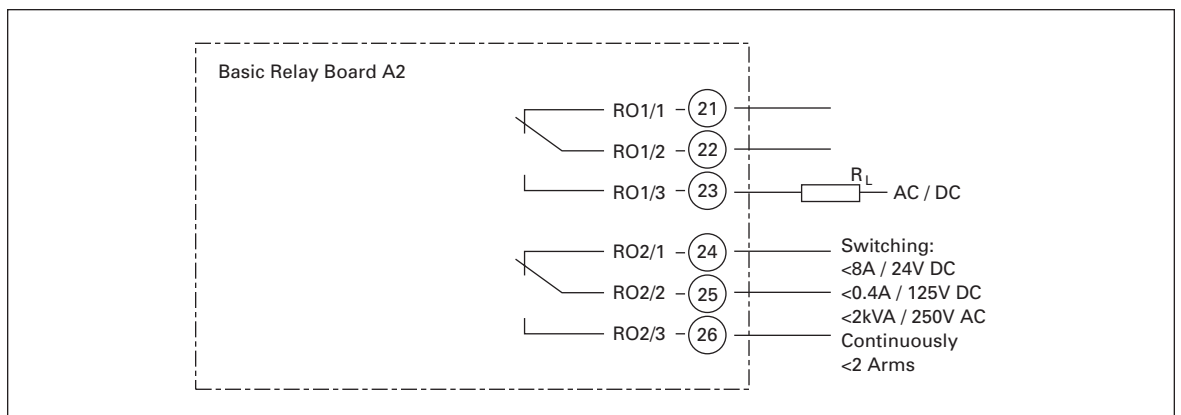 Basic Relay Board A2
RO1/1
21
RO1/2
22
RO1/3
23
RL
AC / DC
RO2/1
24
RO2/2
25
RO2/3
26
Switching:
<8A / 24V DC
<0.4A / 125V DC
<2kVA / 250V AC
Continuously
<2 Arms